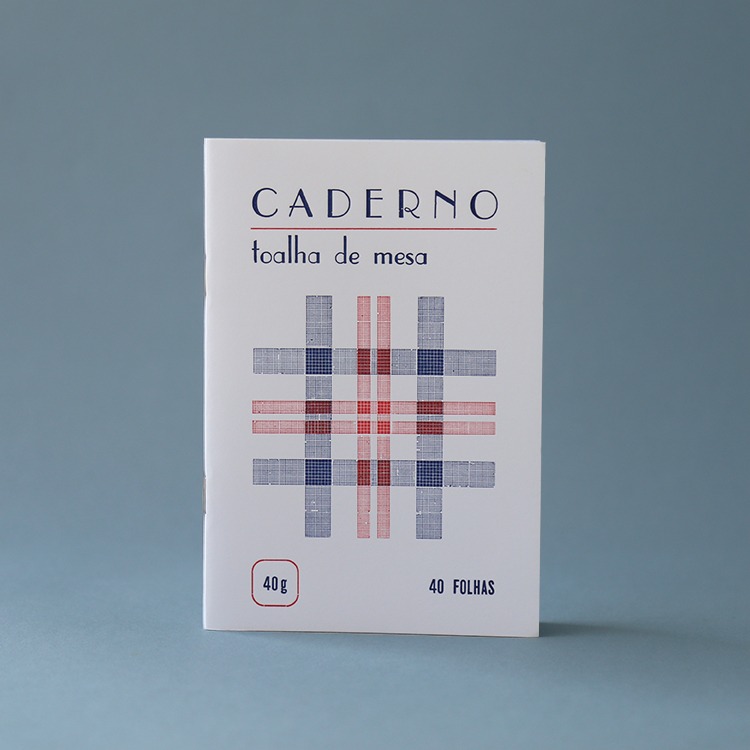 CADERNO
toalha de mesa
40g
40 FOLHAS